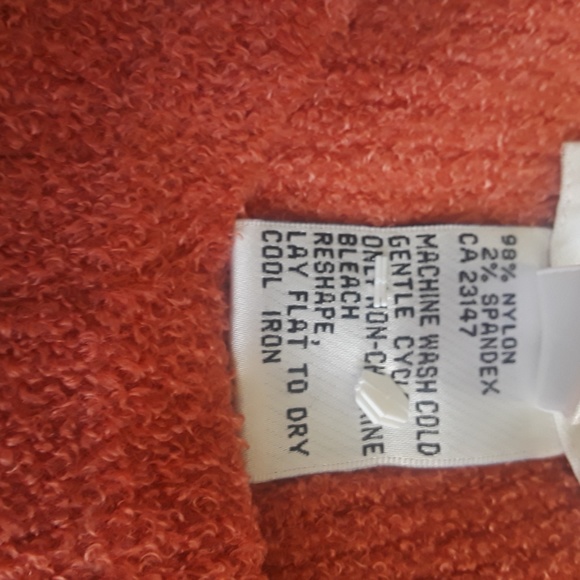 98% NYLON
2% SPANDEX
CA 23147
MACHINE WASH COLD
GENTLE
ONLY
BLEACH
RESHAPE,
LAY FLAT TO DRY
COOL IRON